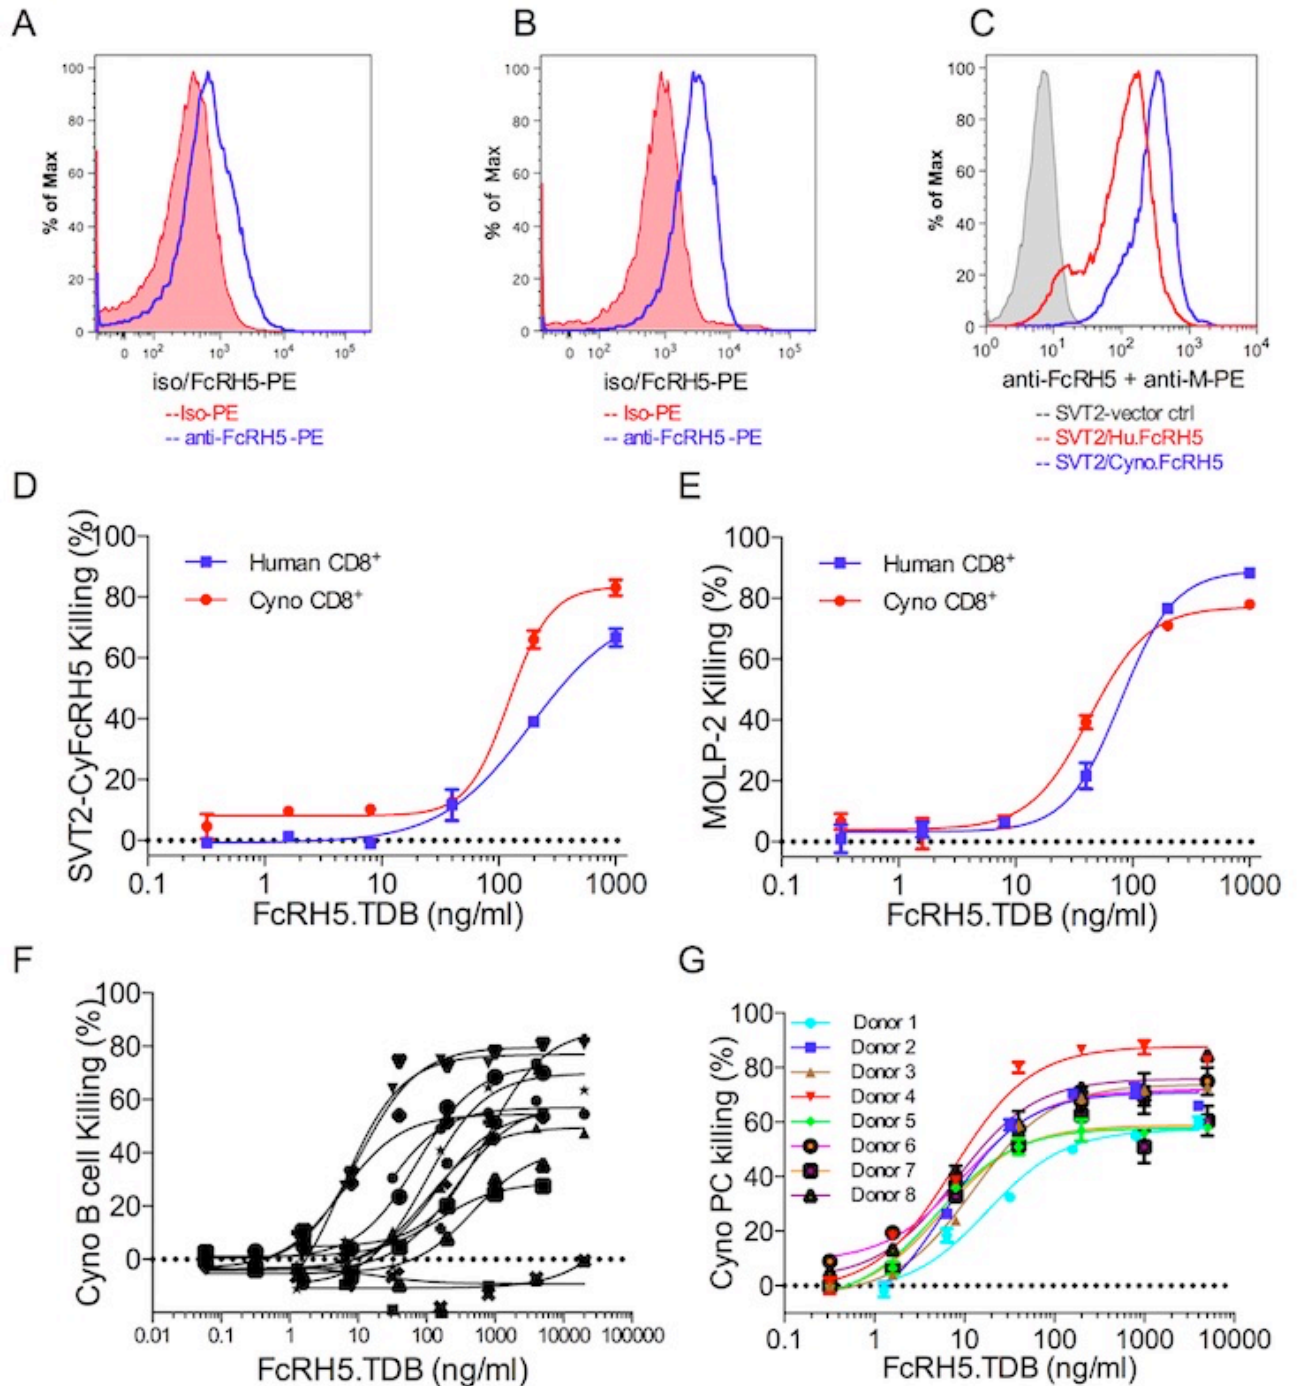 A
B
C
100
80
60
40
20
0
% of Max
0 10² 10³ 10⁴ 10⁵
iso/FcRH5-PE
--Iso-PE
-- anti-FcRH5 -PE
100
80
60
40
20
0
% of Max
0 10² 10³ 10⁴ 10⁵
iso/FcRH5-PE
--Iso-PE
-- anti-FcRH5 -PE
100
80
60
40
20
0
% of Max
10⁰ 10¹ 10² 10³ 10⁴
anti-FcRH5 + anti-M-PE
-- SVT2-vector ctrl
-- SVT2/Hu.FcRH5
-- SVT2/Cyno.FcRH5
D
SVT2-CyFcRH5 Killing (%)
100
80
60
40
20
0
Human CD8⁺
Cyno CD8⁺
0.1 1 10 100 1000
FcRH5.TDB (ng/ml)
E
MOLP-2 Killing (%)
100
80
60
40
20
0
Human CD8⁺
Cyno CD8⁺
0.1 1 10 100 1000
FcRH5.TDB (ng/ml)
F
Cyno B cell Killing (%)
100
80
60
40
20
0
0.01 0.1 1 10 100 1000 10000 100000
FcRH5.TDB (ng/ml)
G
Cyno PC killing (%)
100
80
60
40
20
0
Donor 1
Donor 2
Donor 3
Donor 4
Donor 5
Donor 6
Donor 7
Donor 8
0.1 1 10 100 1000 10000
FcRH5.TDB (ng/ml)